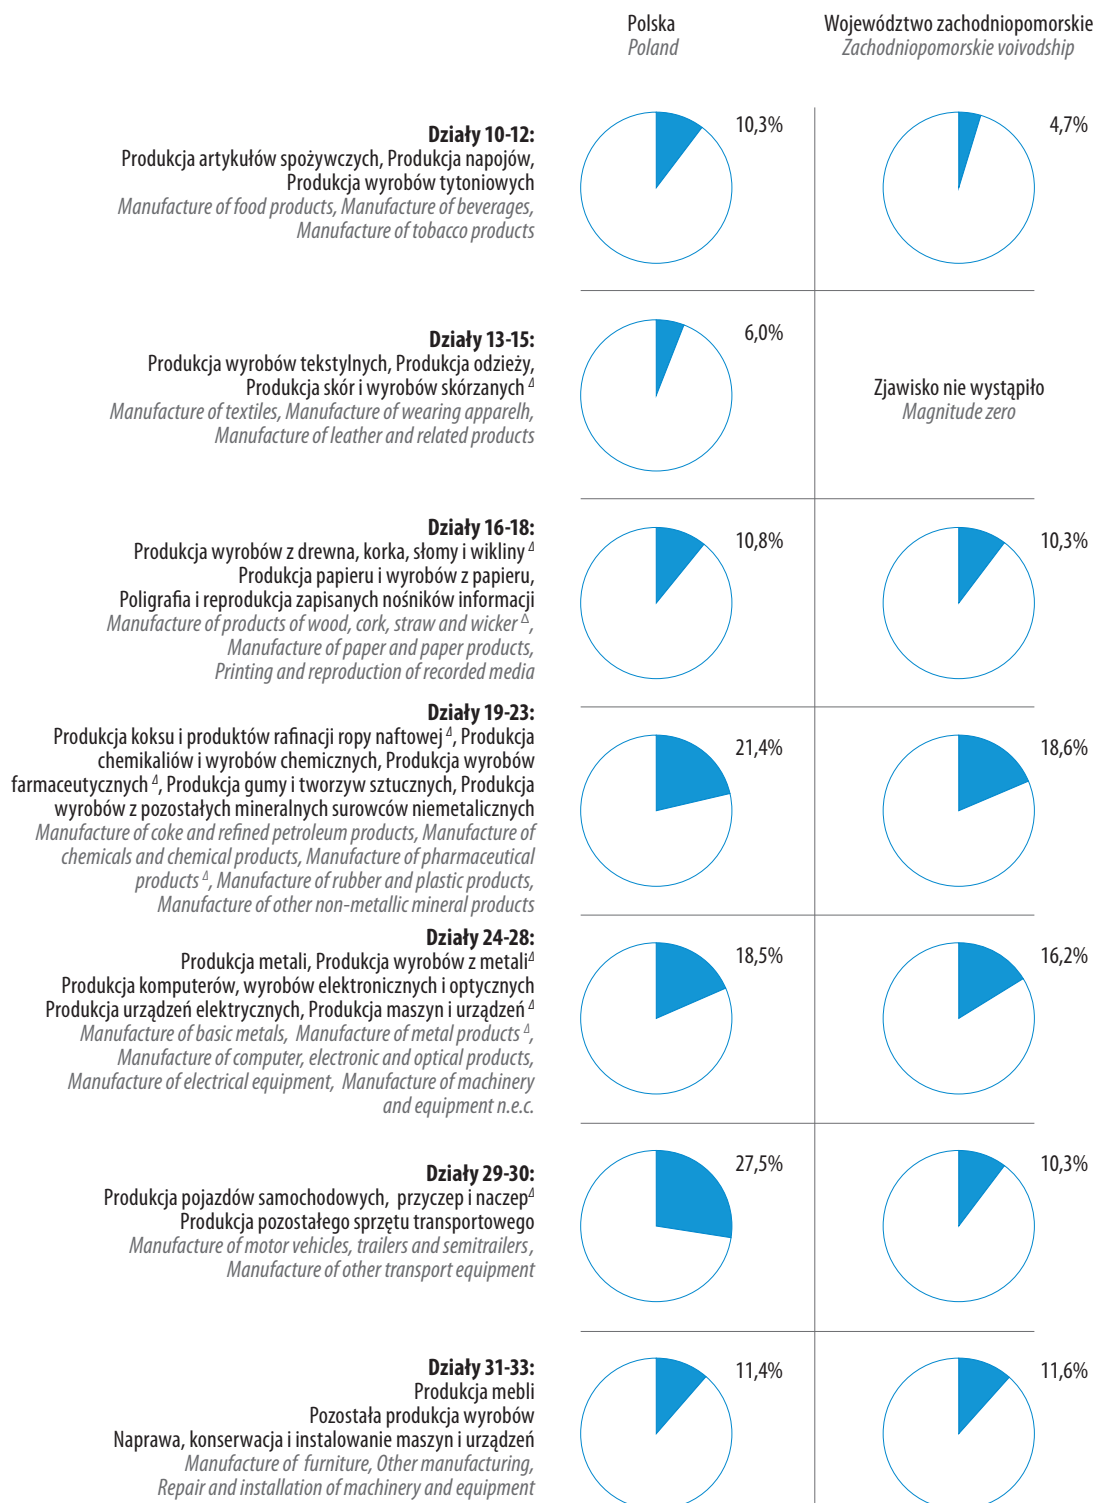 Polska
Poland
Województwo zachodniopomorskie
Zachodniopomorskie voivodship
Działy 10-12:
Produkcja artykułów spożywczych, Produkcja napojów,
Produkcja wyrobów tytoniowych
Manufacture of food products, Manufacture of beverages,
Manufacture of tobacco products
10,3%
4,7%
Działy 13-15:
Produkcja wyrobów tekstylnych, Produkcja odzieży,
Produkcja skór i wyrobów skórzanych Δ
Manufacture of textiles, Manufacture of wearing apparelh,
Manufacture of leather and related products
6,0%
Zjawisko nie wystąpiło
Magnitude zero
Działy 16-18:
Produkcja wyrobów z drewna, korka, słomy i wikliny Δ
Produkcja papieru i wyrobów z papieru,
Poligrafia i reprodukcja zapisanych nośników informacji
Manufacture of products of wood, cork, straw and wicker Δ,
Manufacture of paper and paper products,
Printing and reproduction of recorded media
10,8%
10,3%
Działy 19-23:
Produkcja koksu i produktów rafinacji ropy naftowej Δ, Produkcja
chemikaliów i wyrobów chemicznych, Produkcja wyrobów
farmaceutycznych Δ, Produkcja gumy i tworzyw sztucznych, Produkcja
wyrobów z pozostałych mineralnych surowców niemetalicznych
Manufacture of coke and refined petroleum products, Manufacture of
chemicals and chemical products, Manufacture of pharmaceutical
products Δ, Manufacture of rubber and plastic products,
Manufacture of other non-metallic mineral products
21,4%
18,6%
Działy 24-28:
Produkcja metali, Produkcja wyrobów z metali Δ
Produkcja komputerów, wyrobów elektronicznych i optycznych
Produkcja urządzeń elektrycznych, Produkcja maszyn i urządzeń Δ
Manufacture of basic metals, Manufacture of metal products Δ,
Manufacture of computer, electronic and optical products,
Manufacture of electrical equipment, Manufacture of machinery
and equipment n.e.c.
18,5%
16,2%
Działy 29-30:
Produkcja pojazdów samochodowych, przyczep i naczep Δ
Produkcja pozostałego sprzętu transportowego
Manufacture of motor vehicles, trailers and semitrailers,
Manufacture of other transport equipment
27,5%
10,3%
Działy 31-33:
Produkcja mebli
Pozostała produkcja wyrobów
Naprawa, konserwacja i instalowanie maszyn i urządzeń
Manufacture of furniture, Other manufacturing,
Repair and installation of machinery and equipment
11,4%
11,6%